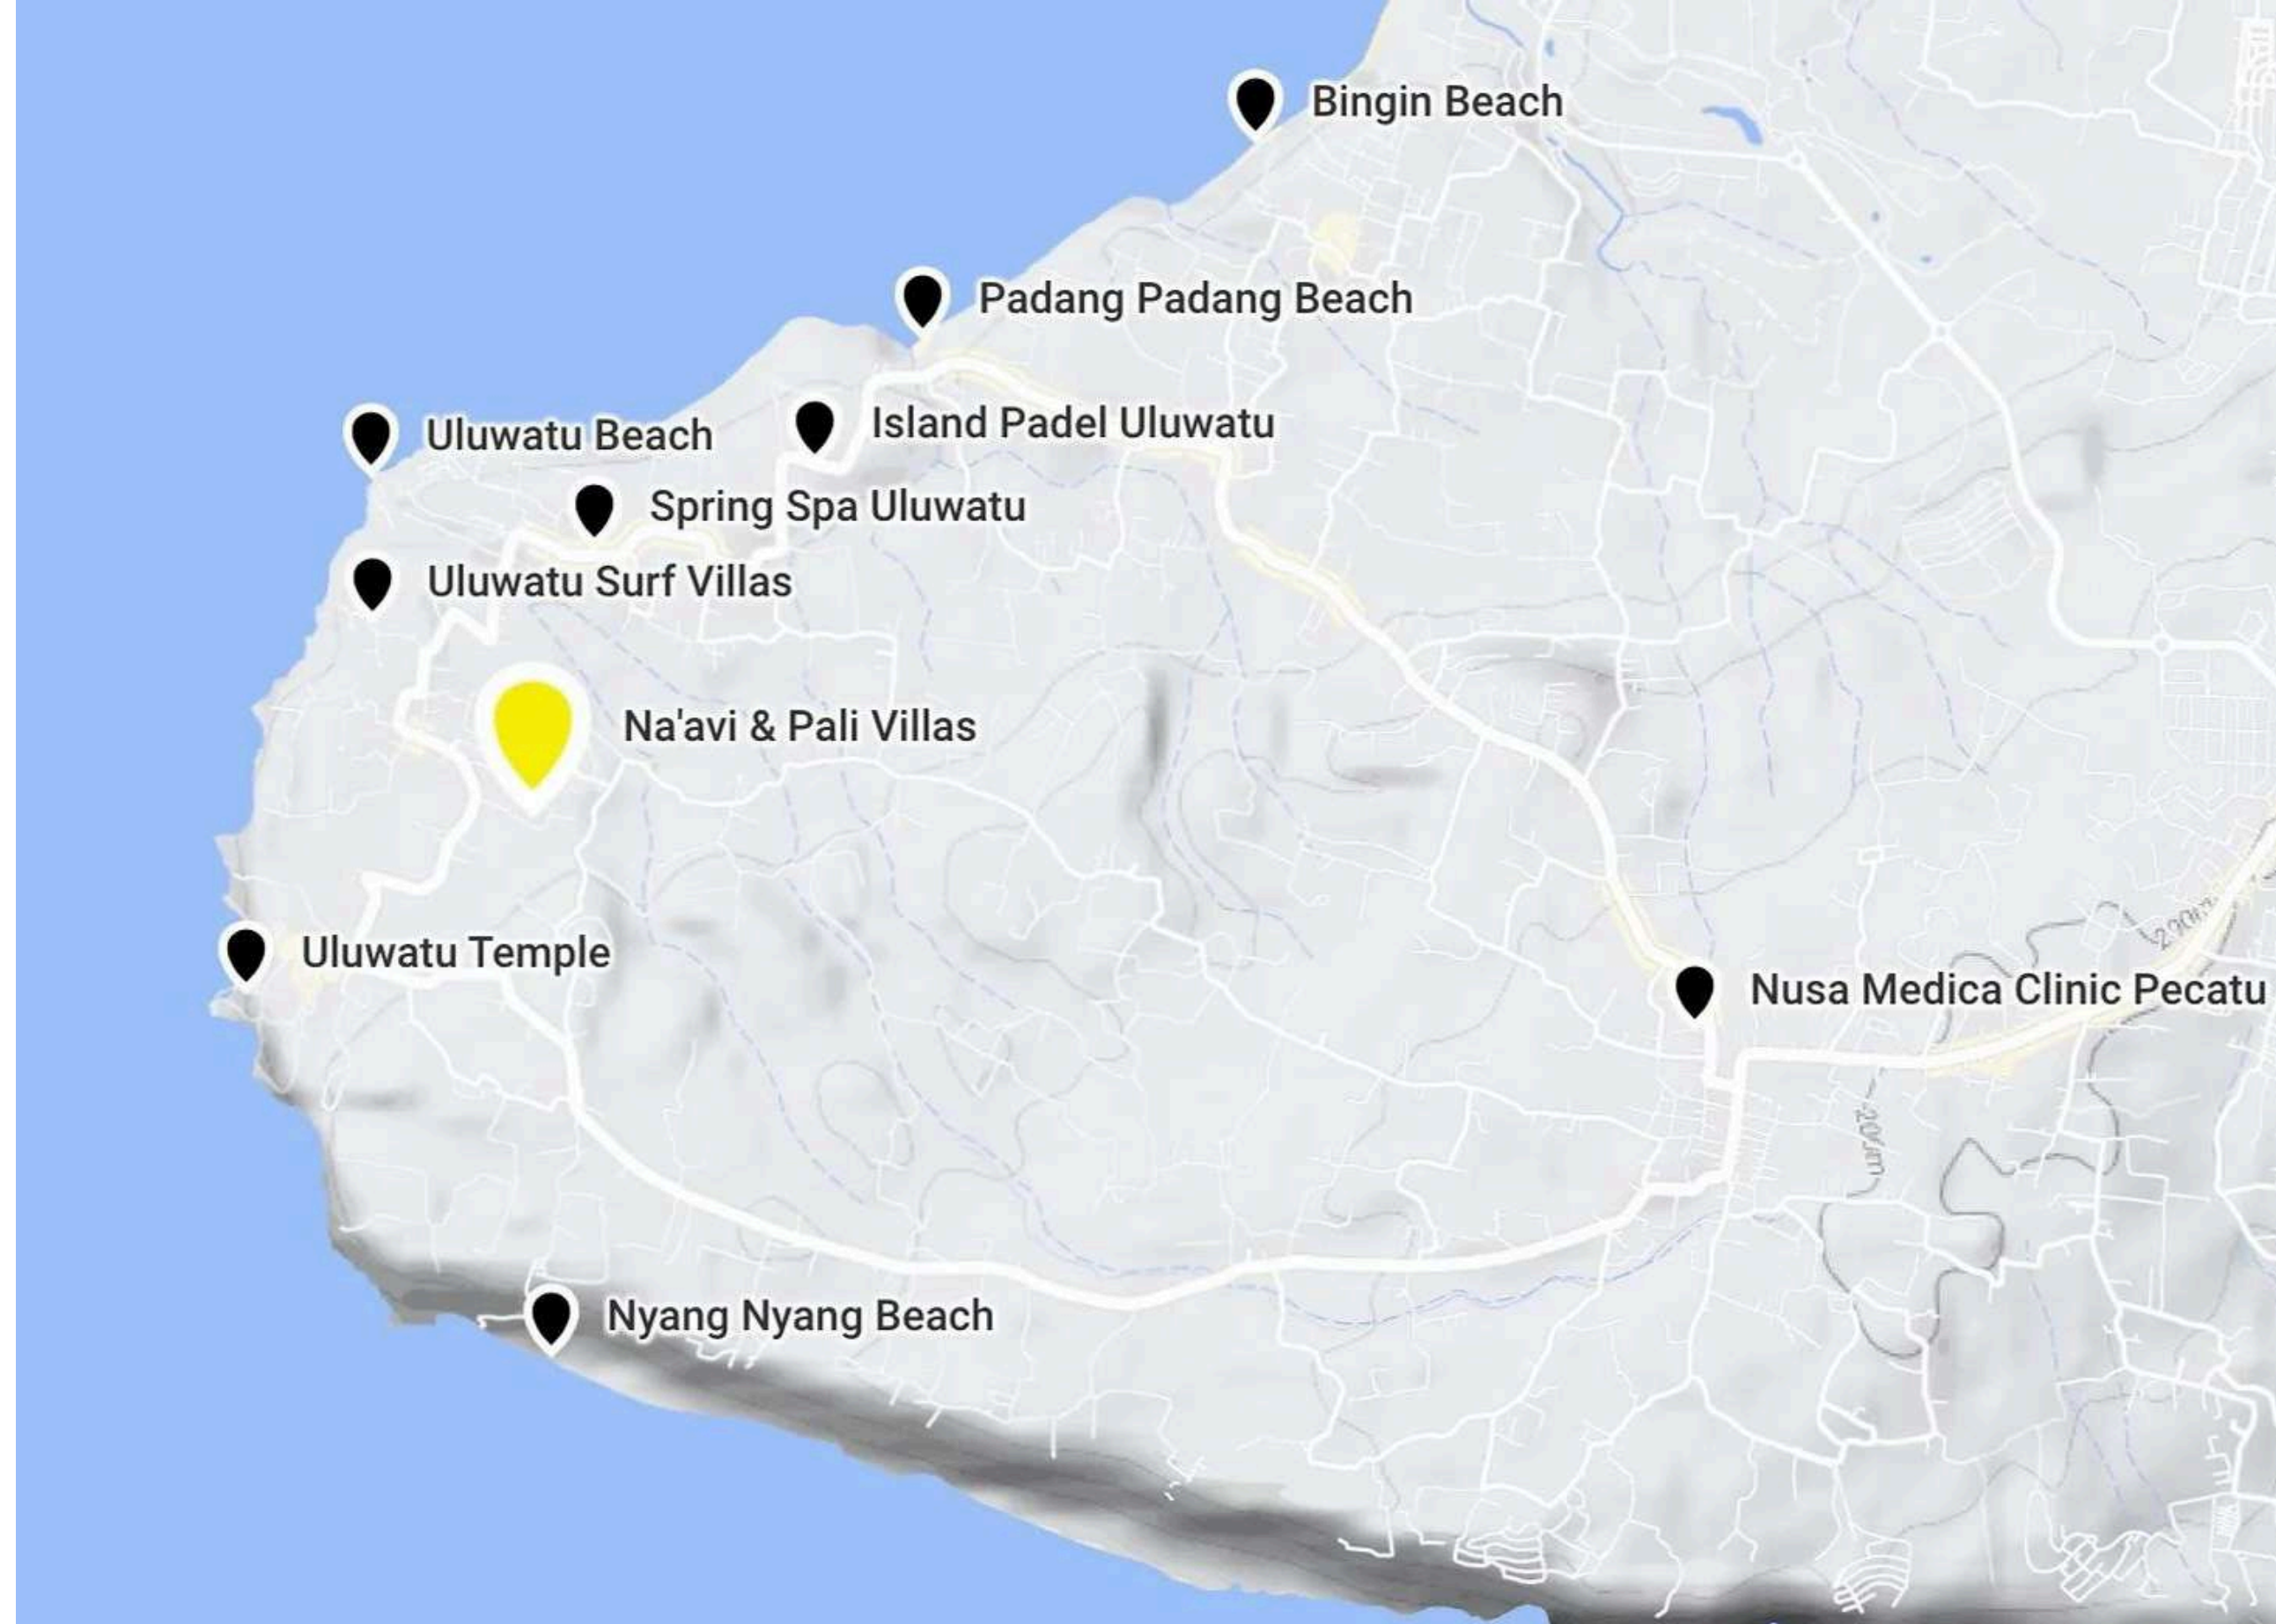 Bingin Beach
Padang Padang Beach
Island Padel Uluwatu
Uluwatu Beach
Spring Spa Uluwatu
Uluwatu Surf Villas
Na'avi & Pali Villas
Uluwatu Temple
Nusa Medica Clinic Pecatu
200m
Nyang Nyang Beach